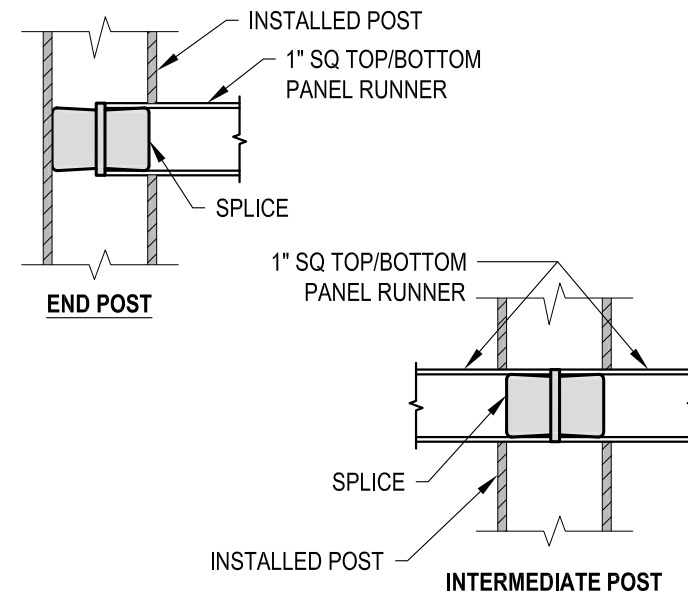 INSTALLED POST
1" SQ TOP/BOTTOM
PANEL RUNNER
SPLICE
END POST
1" SQ TOP/BOTTOM
PANEL RUNNER
SPLICE
INSTALLED POST
INTERMEDIATE POST